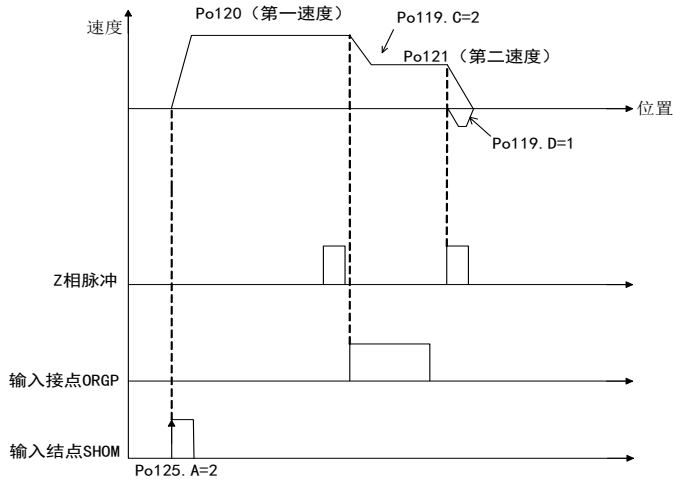 Po120（第一速度）
Po119.C=2
速度
Po121（第二速度）
位置
Po119.D=1
Z相脉冲
输入接点ORGP
输入结点SHOM
Po125.A=2